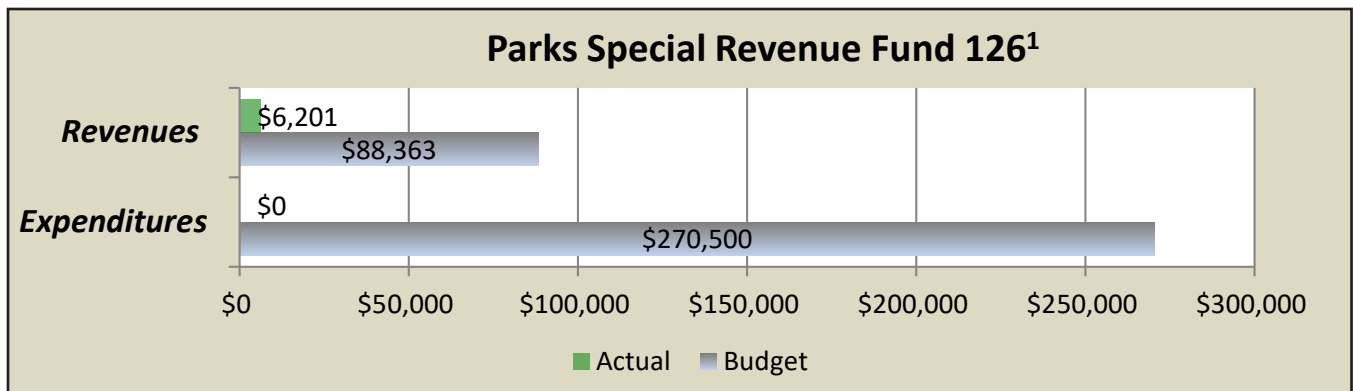 Parks Special Revenue Fund 126¹
Revenues
$6,201
$88,363
Expenditures
$0
$270,500
$0 $50,000 $100,000 $150,000 $200,000 $250,000 $300,000
Actual Budget